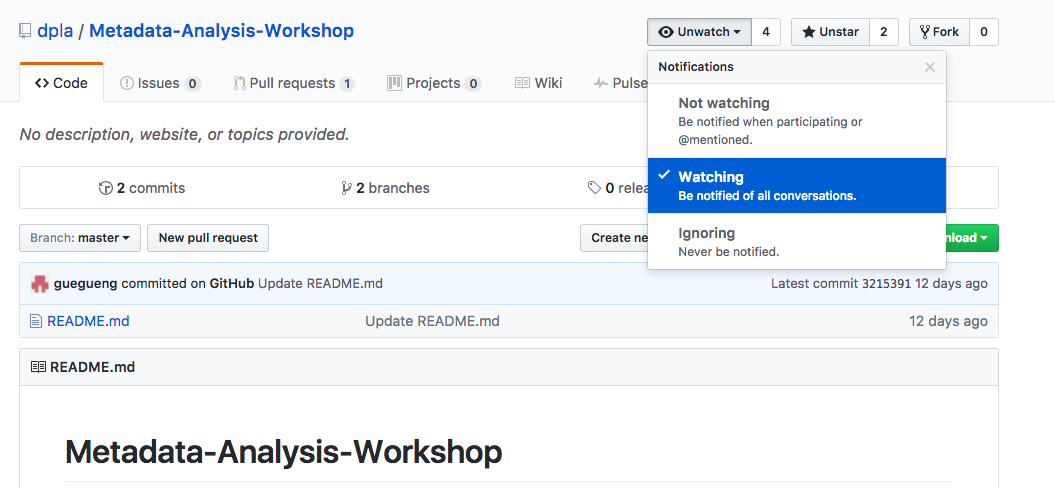 dpla / Metadata-Analysis-Workshop
Unwatch 4 Unstar 2 Fork 0
Code Issues 0 Pull requests 1 Projects 0 Wiki Pulse
Notifications
Not watching
Be notified when participating or
@mentioned.
Watching
Be notified of all conversations.
Ignoring
Never be notified.
No description, website, or topics provided.
2 commits 2 branches 0 relea
Branch: master New pull request Create ne nload
guegueng committed on GitHub Update README.md Latest commit 3215391 12 days ago
README.md Update README.md 12 days ago
README.md
Metadata-Analysis-Workshop